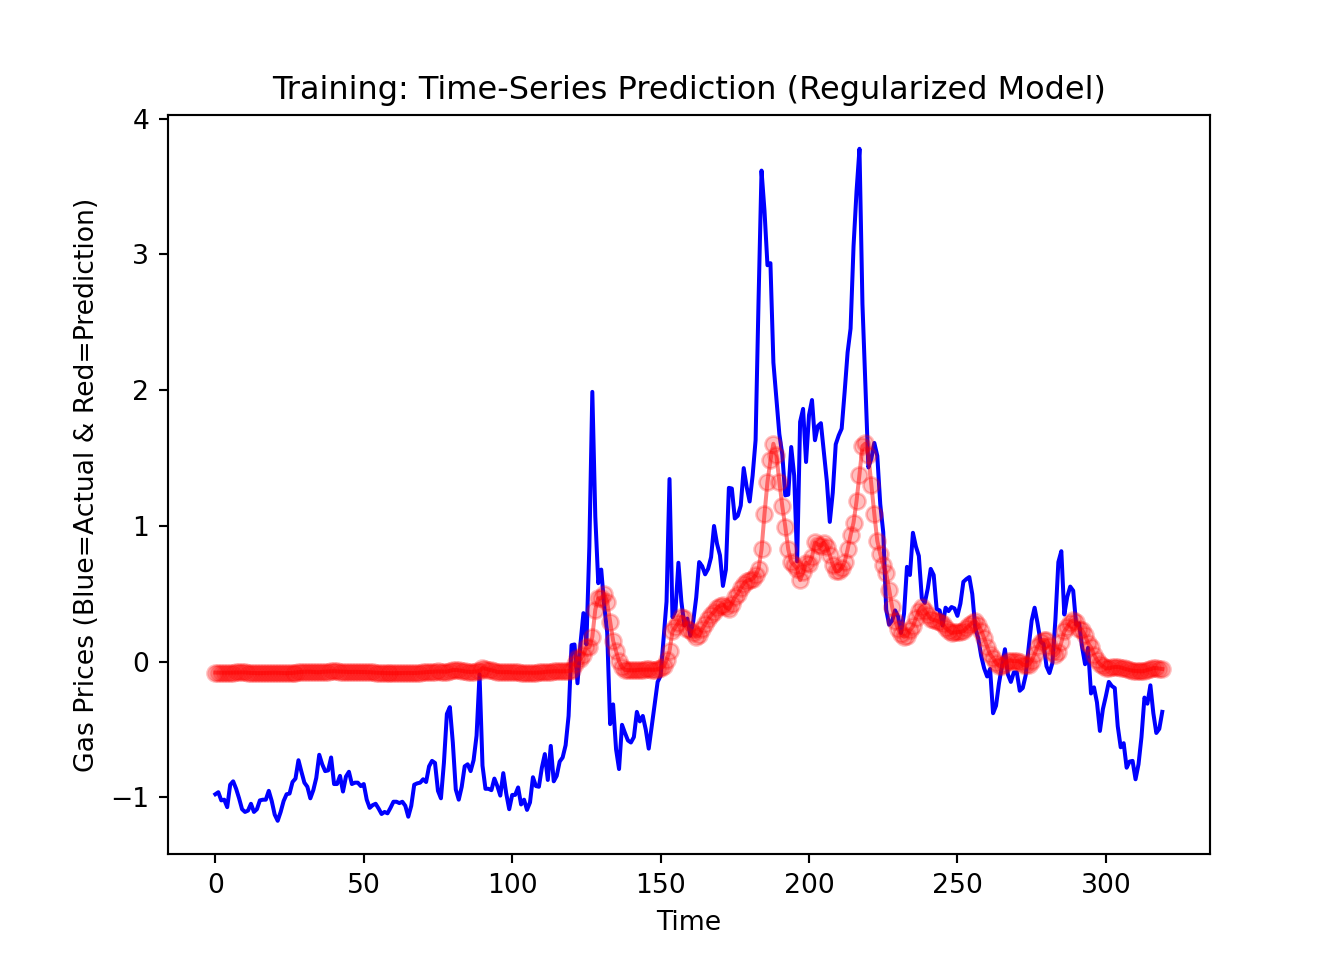 Training: Time-Series Prediction (Regularized Model)
Gas Prices (Blue=Actual & Red=Prediction)
4
3
2
1
0
−1
0 50 100 150 200 250 300
Time